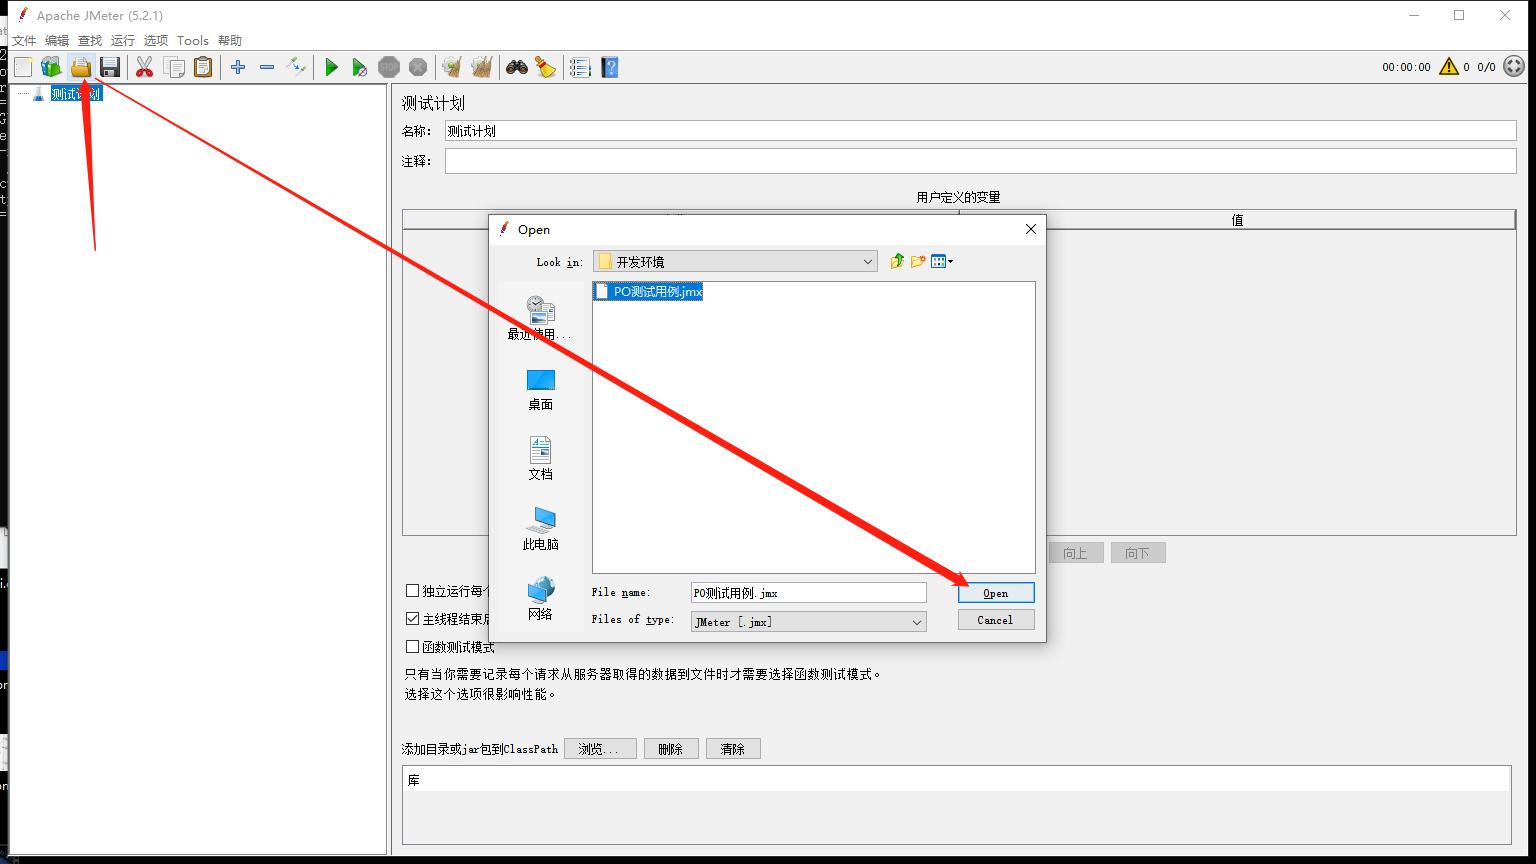 Apache JMeter (5.2.1)
文件 编辑 查找 运行 选项 Tools 帮助
STOP
00:00:00 0 0/0
测试计划
测试计划
名称： 测试计划
注释：
用户定义的变量
值
Open
Look in: 开发环境
PO测试用例.jmx
最近使用...
桌面
文档
此电脑
网络
File name: PO测试用例.jmx Open
Files of type: JMeter [.jmx] Cancel
向上 向下
独立运行每个
主线程结束后
函数测试模式
只有当你需要记录每个请求从服务器取得的数据到文件时才需要选择函数测试模式。
选择这个选项很影响性能。
添加目录或jar包到ClassPath 浏览... 删除 清除
库